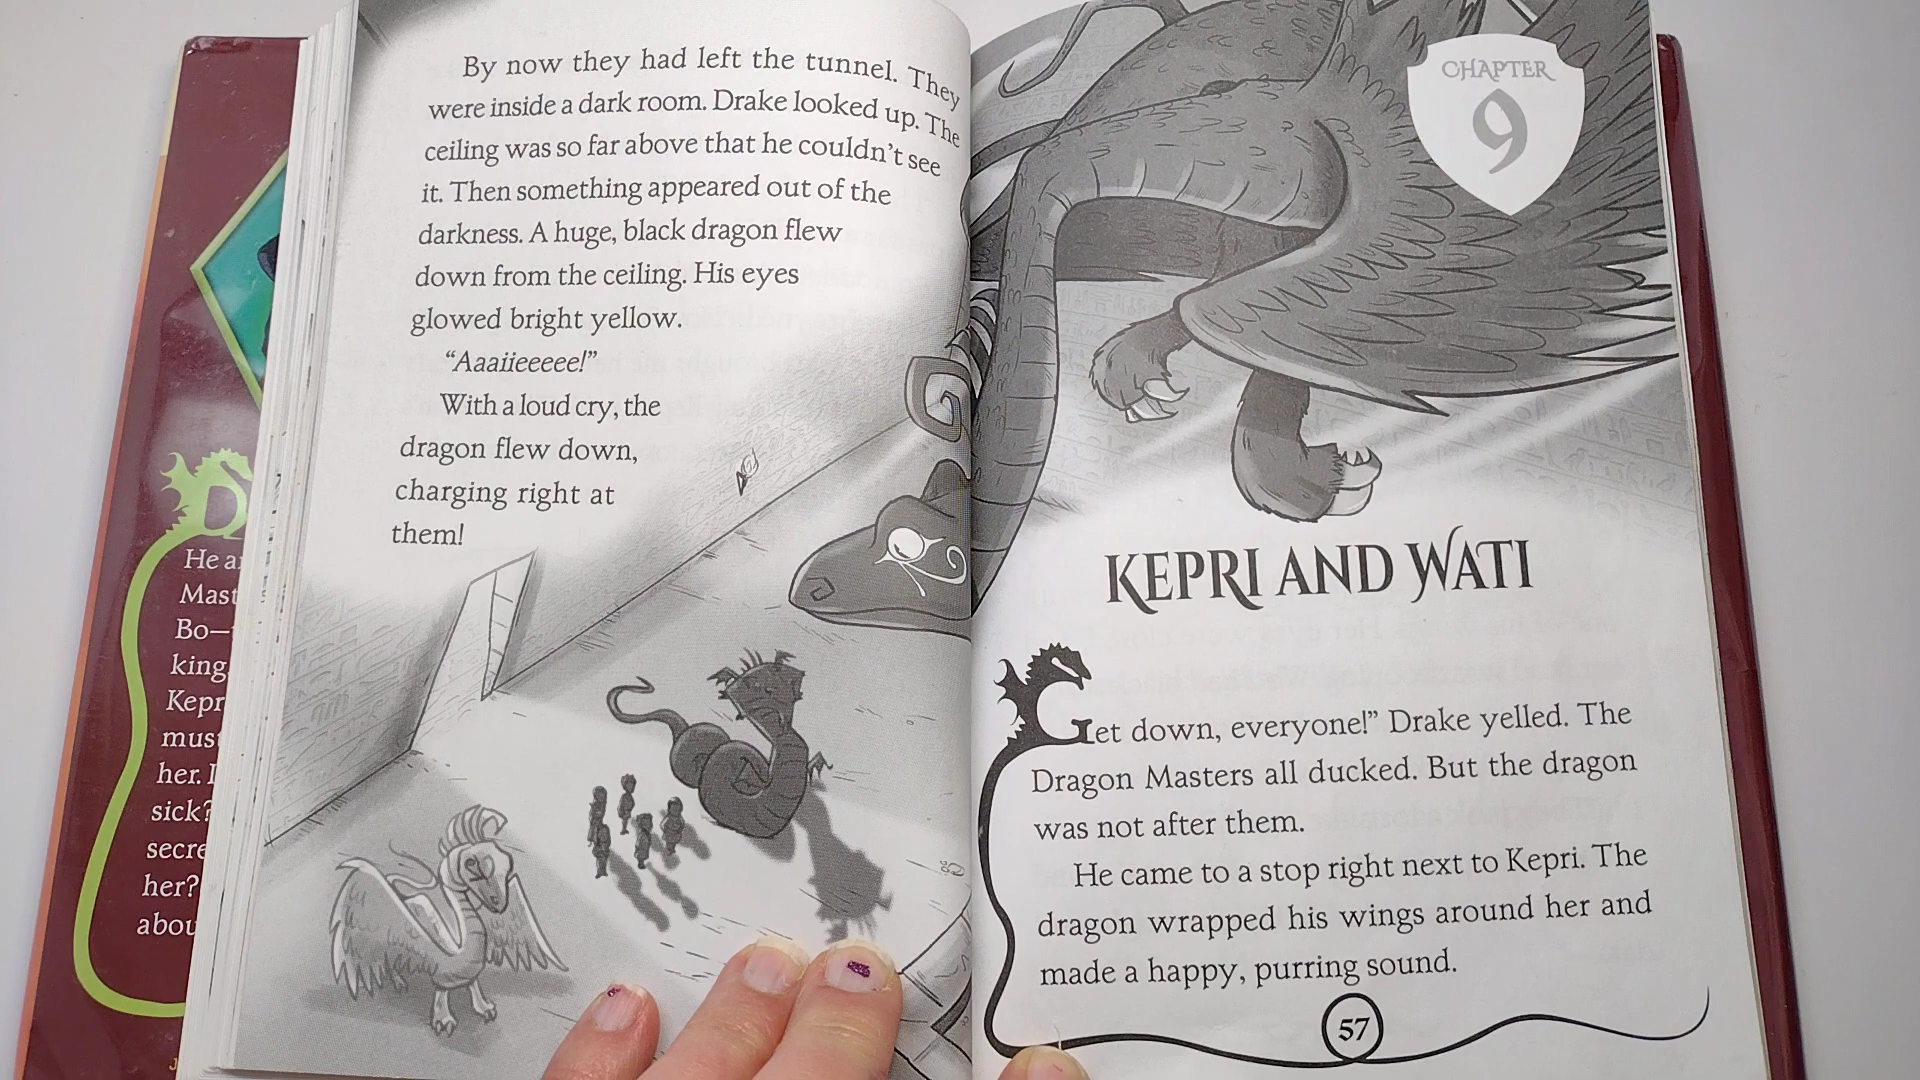 By now they had left the tunnel. They
were inside a dark room. Drake looked up. The
ceiling was so far above that he couldn't see
it. Then something appeared out of the
darkness. A huge, black dragon flew
down from the ceiling. His eyes
glowed bright yellow.
“Aaaiieeeee!”
With a loud cry, the
dragon flew down,
charging right at
them!
He
Mast
Bo—
king
Kepr
mus
her.
sick?
secre
her?
abou
CHAPTER
9
KEPRI AND WATI
Get down, everyone!” Drake yelled. The
Dragon Masters all ducked. But the dragon
was not after them.
He came to a stop right next to Kepri. The
dragon wrapped his wings around her and
made a happy, purring sound.
57